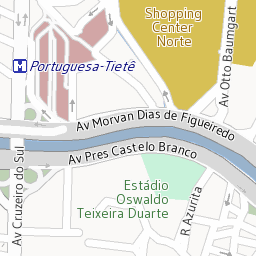 Shopping
Center
Norte
Av Otto Baumgart
M Portuguesa-Tietê
Av Morvan Dias de Figueiredo
Av Pres Castelo Branco
Av Cruzeiro do Sul
Estádio
Oswaldo
Teixeira Duarte
R Azurita